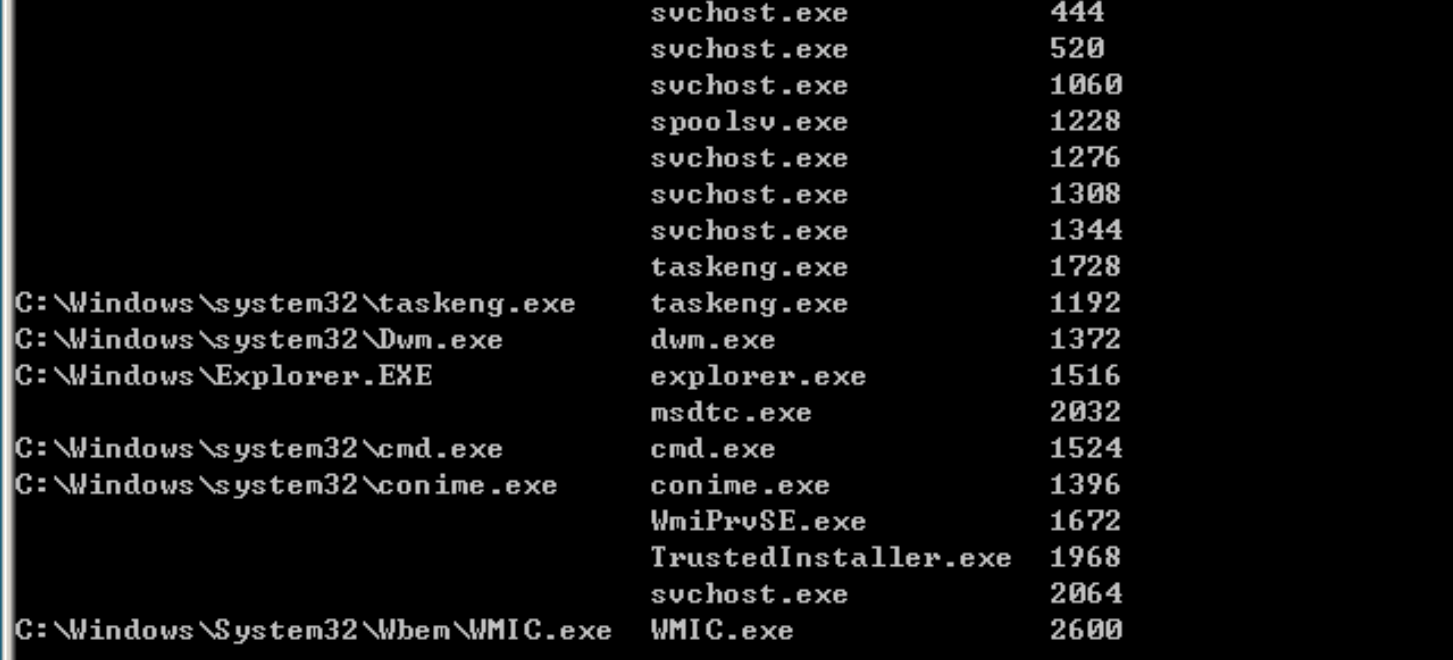 svchost.exe 444
svchost.exe 520
svchost.exe 1060
spoolsv.exe 1228
svchost.exe 1276
svchost.exe 1308
svchost.exe 1344
taskeng.exe 1728
C:\Windows\system32\taskeng.exe taskeng.exe 1192
C:\Windows\system32\Dwm.exe dwm.exe 1372
C:\Windows\Explorer.EXE explorer.exe 1516
msdtc.exe 2032
C:\Windows\system32\cmd.exe cmd.exe 1524
C:\Windows\system32\conime.exe conime.exe 1396
WmiPrvSE.exe 1672
TrustedInstaller.exe 1968
svchost.exe 2064
C:\Windows\System32\Wbem\WMIC.exe WMIC.exe 2600